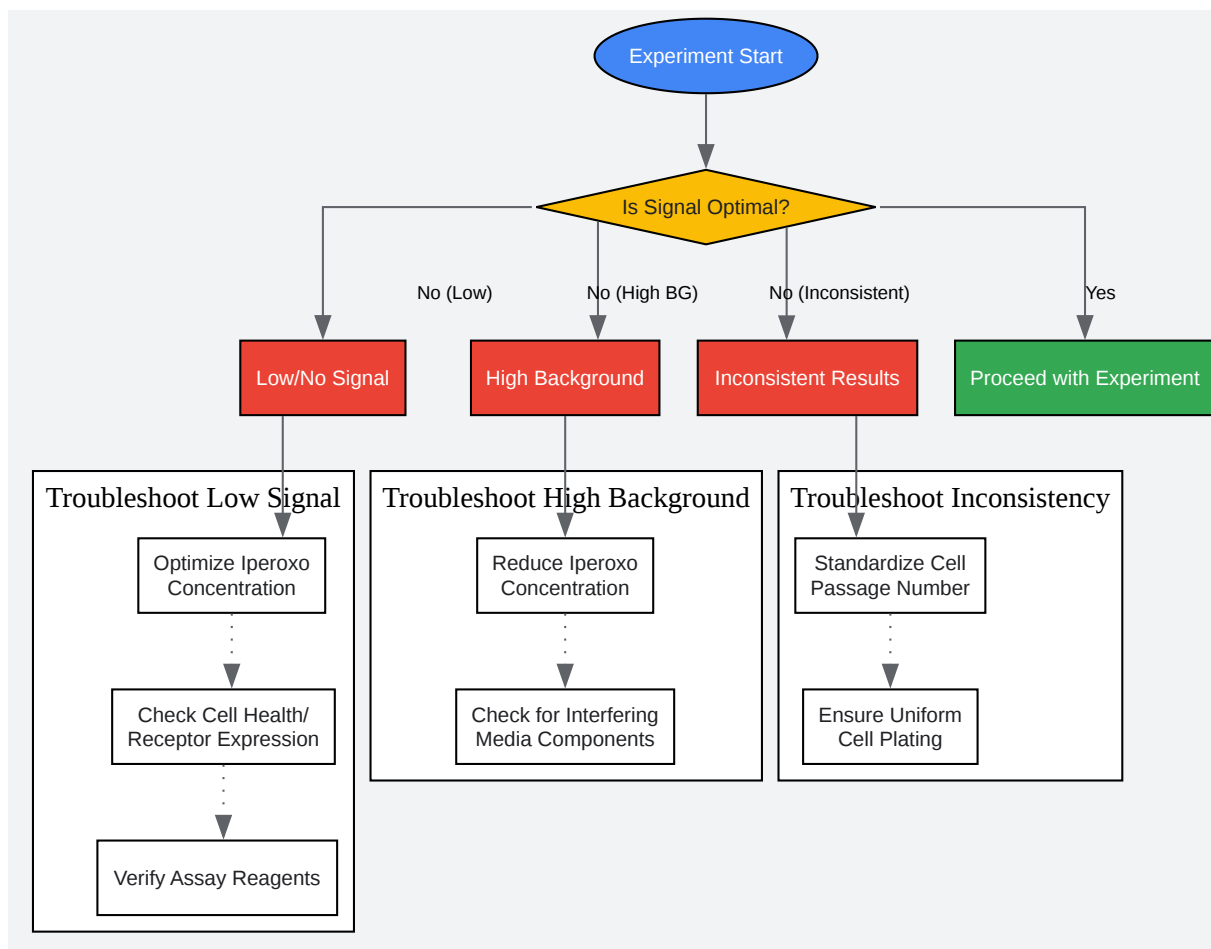 Experiment Start
Is Signal Optimal?
No (Low)
No (High BG)
No (Inconsistent)
Yes
Low/No Signal
High Background
Inconsistent Results
Proceed with Experiment
Troubleshoot Low Signal
Optimize Iperoxo
Concentration
Check Cell Health/
Receptor Expression
Verify Assay Reagents
Troubleshoot High Background
Reduce Iperoxo
Concentration
Check for Interfering
Media Components
Troubleshoot Inconsistency
Standardize Cell
Passage Number
Ensure Uniform
Cell Plating